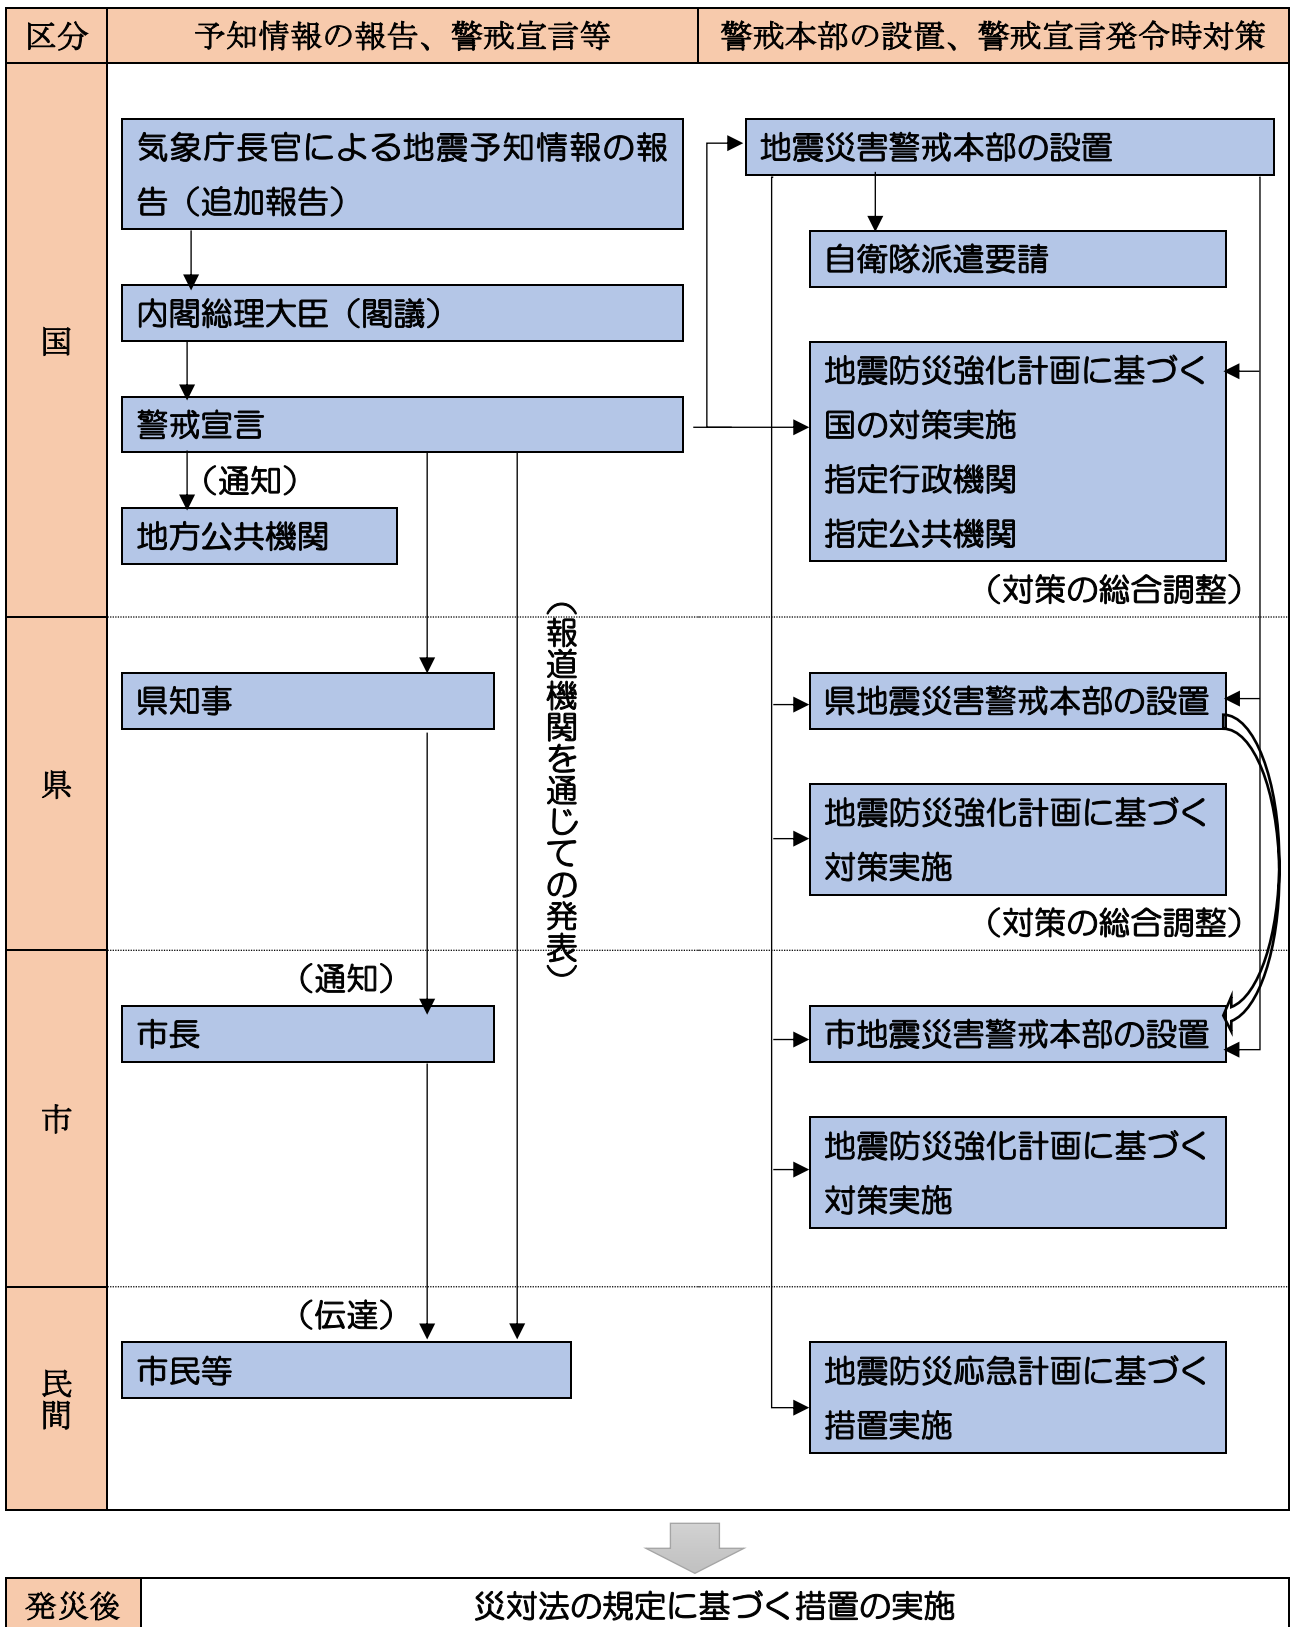 区分
予知情報の報告、警戒宣言等
警戒本部の設置、警戒宣言発令時対策
国
気象庁長官による地震予知情報の報
告（追加報告）
内閣総理大臣（閣議）
警戒宣言
（通知）
地方公共機関
地震災害警戒本部の設置
自衛隊派遣要請
地震防災強化計画に基づく
国の対策実施
指定行政機関
指定公共機関
（対策の総合調整）
（報道機関を通じての発表）
県
県知事
県地震災害警戒本部の設置
地震防災強化計画に基づく
対策実施
（対策の総合調整）
市
（通知）
市長
市地震災害警戒本部の設置
地震防災強化計画に基づく
対策実施
民間
（伝達）
市民等
地震防災応急計画に基づく
措置実施
発災後
災対法の規定に基づく措置の実施